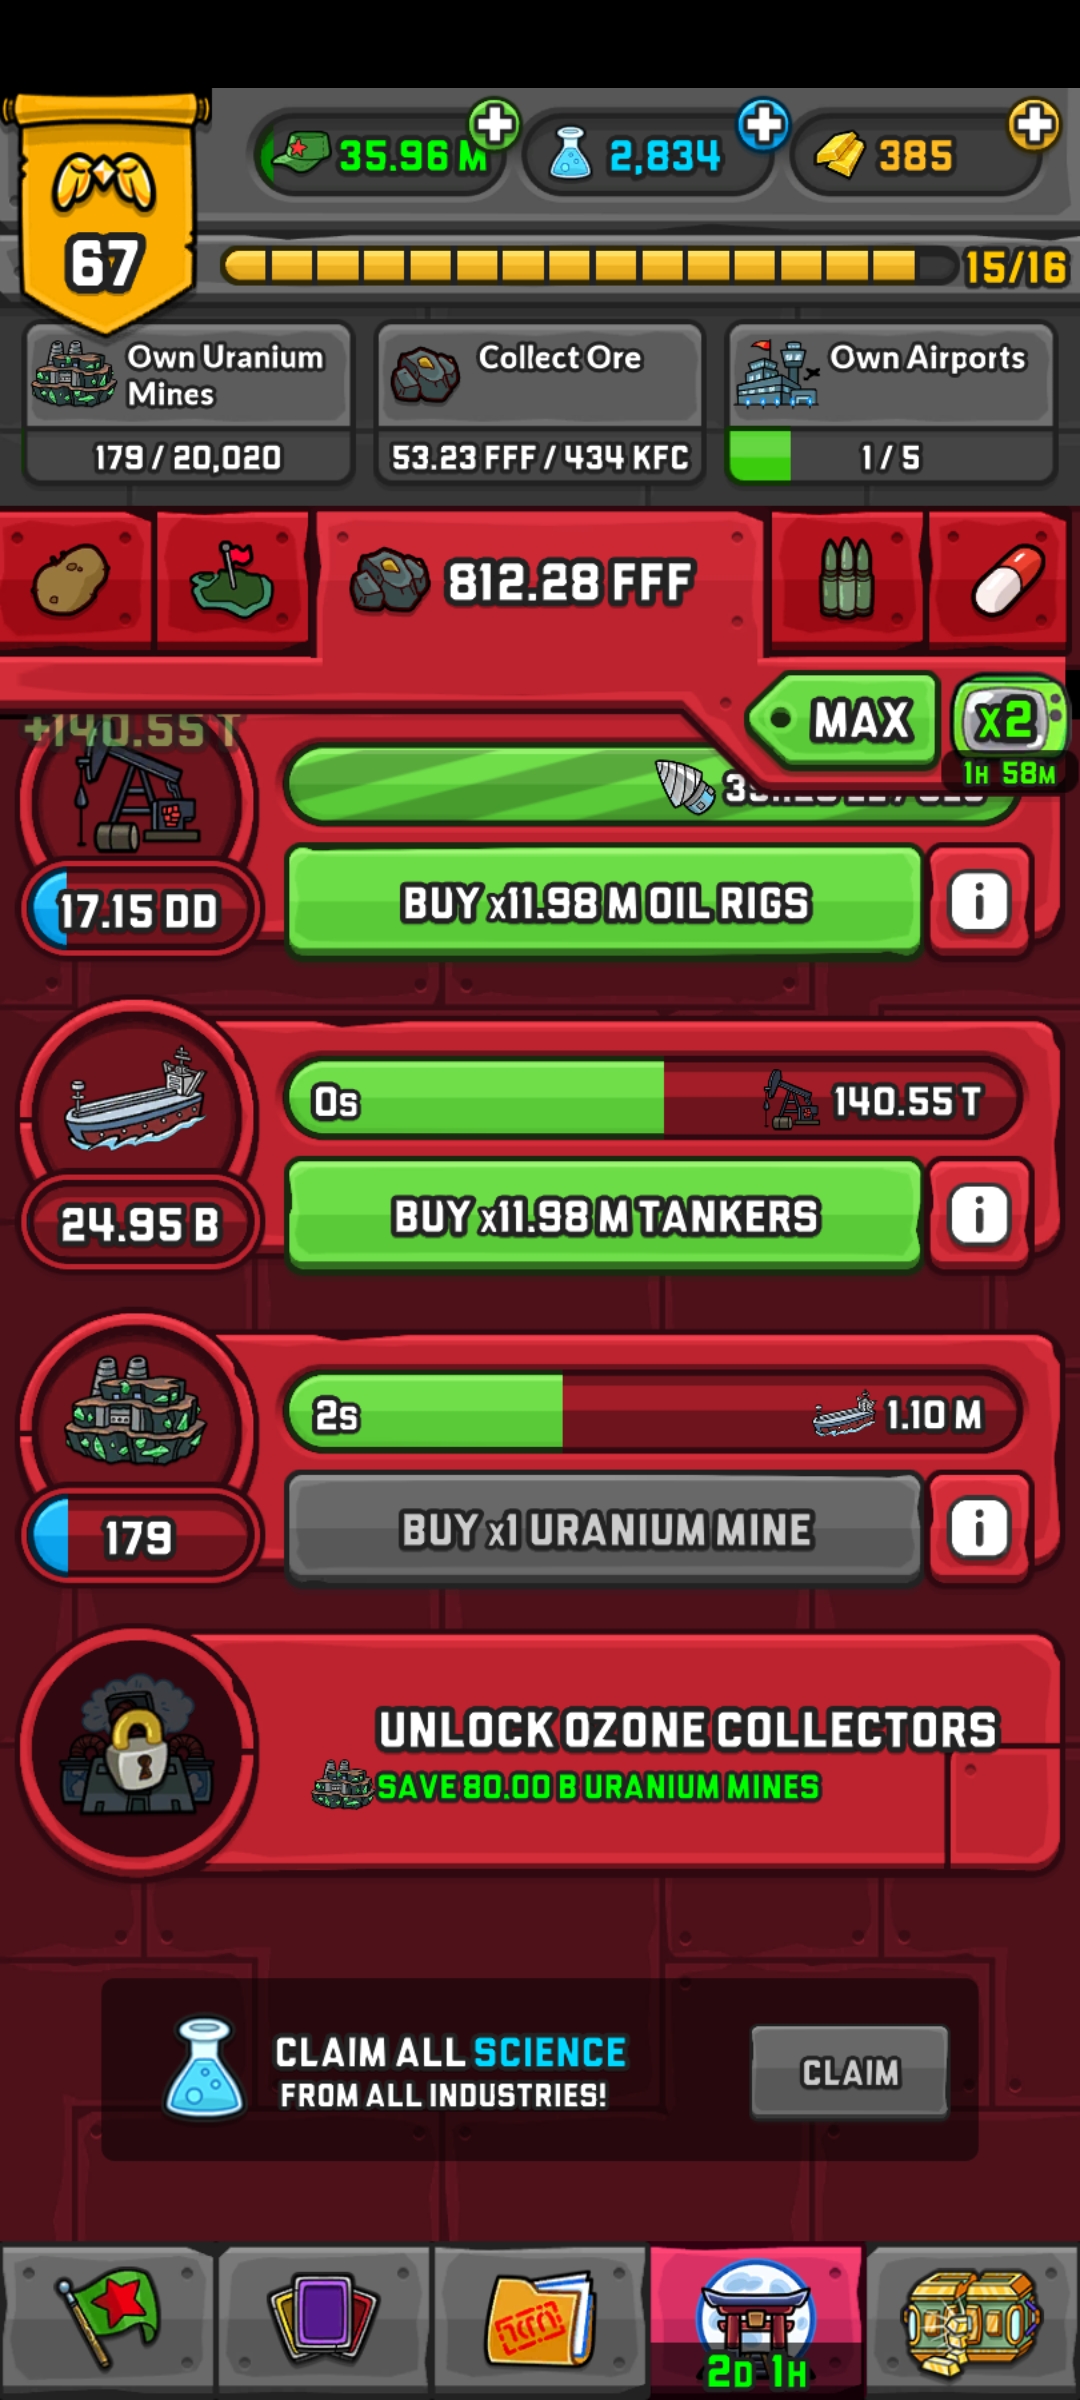 35.96 M
2,834
385
67
15/16
Own Uranium
Mines
179 / 20,020
Collect Ore
53.23 FFF / 434 KFC
Own Airports
1 / 5
812.28 FFF
MAX
x2
1H 58M
+140.55 T
17.15 DD
BUY x11.98 M OIL RIGS
i
0s
140.55 T
24.95 B
BUY x11.98 M TANKERS
i
2s
1.10 M
179
BUY x1 URANIUM MINE
i
UNLOCK OZONE COLLECTORS
SAVE 80.00 B URANIUM MINES
CLAIM ALL SCIENCE
FROM ALL INDUSTRIES!
CLAIM
2D 1H